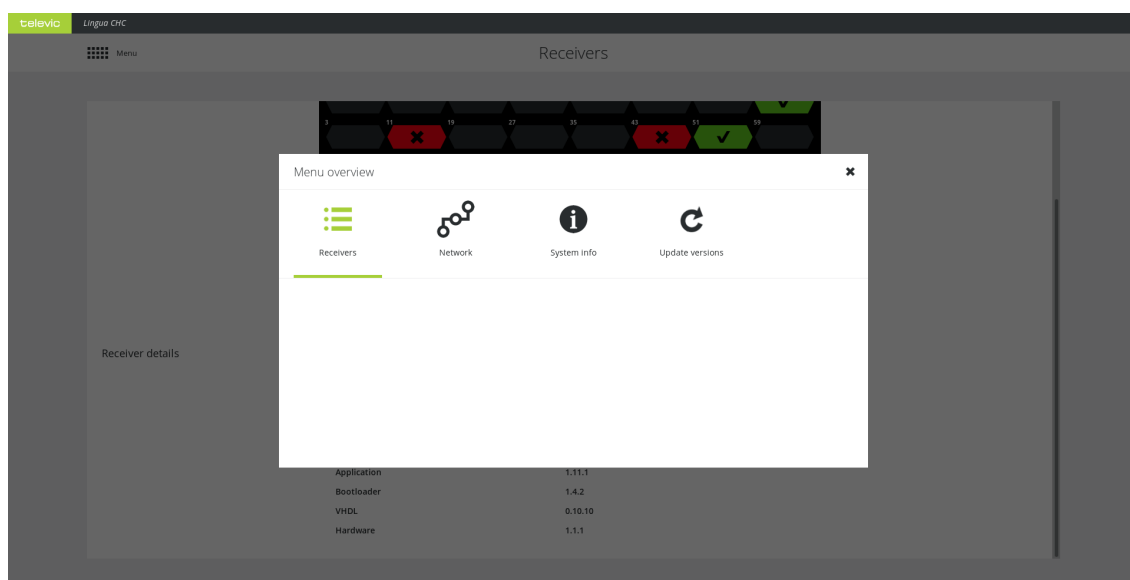 televic Lingua CHC
Menu Receivers
3 11 19 27 35 43 51 59
Menu overview
Receivers Network System info Update versions
Receiver details
Application 1.11.1
Bootloader 1.4.2
VHDL 0.10.10
Hardware 1.1.1